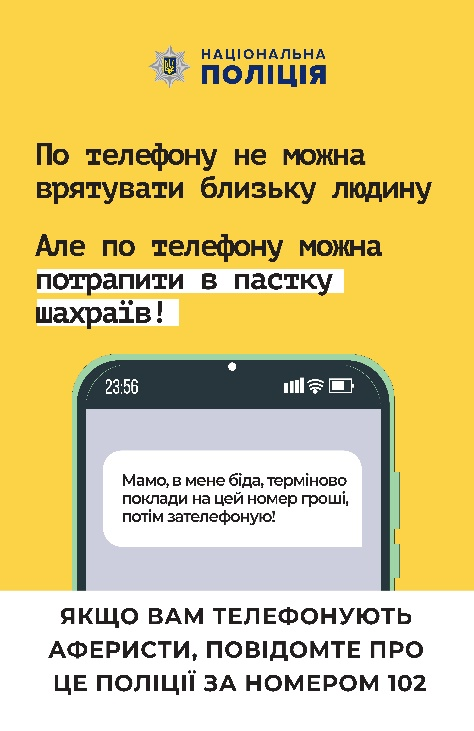 НАЦІОНАЛЬНА
ПОЛІЦІЯ
По телефону не можна
врятувати близьку людину
Але по телефону можна
потрапити в пастку
шахраїв!
23:56
Мамо, в мене біда, терміново
поклади на цей номер гроші,
потім зателефоную!
ЯКЩО ВАМ ТЕЛЕФОНУЮТЬ
АФЕРИСТИ, ПОВІДОМТЕ ПРО
ЦЕ ПОЛІЦІЇ ЗА НОМЕРОМ 102